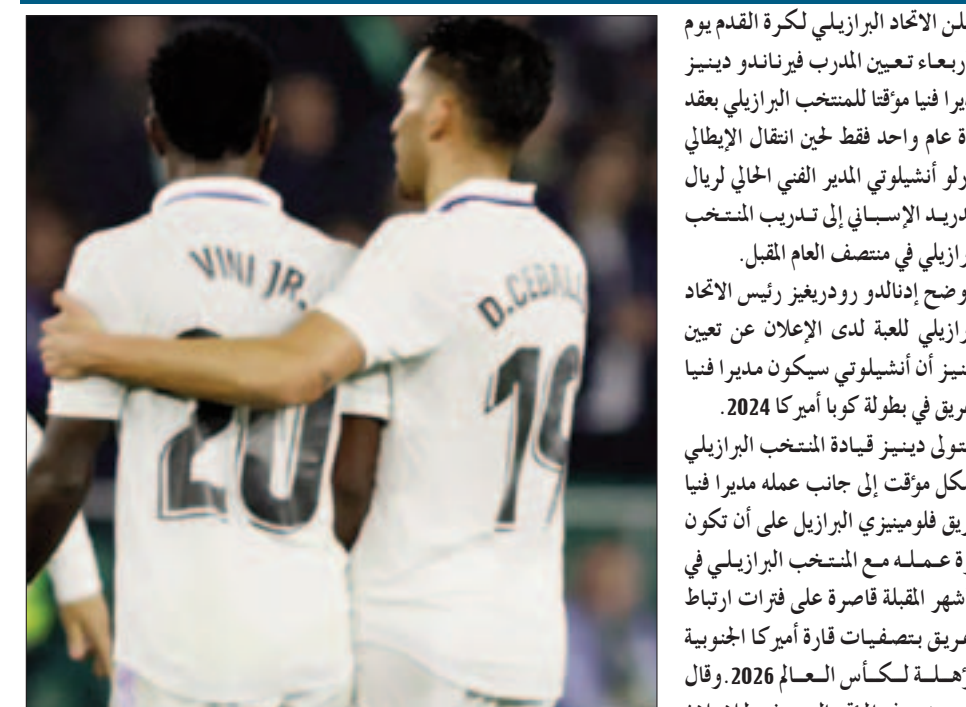 لن الاتحاد البرازيلي لكرة القدم يوم
ربعاء تعيين المدرب فيرناندو دينيز
يرا فنيا مؤقتا للمنتخب البرازيلي بعقد
ة عام واحد فقط لحين انتقال الإيطالي
رلو أنشيلوتي المدير الفني الحالي لريال
دريد الإسباني إلى تدريب المنتخب
رازيلي في منتصف العام المقبل.
وضح إدنالدو رودريغيز رئيس الاتحاد
رازيلي للعبة لدى الإعلان عن تعيين
نيز أن أنشيلوتي سيكون مديرا فنيا
ريق في بطولة كوبا أميركا 2024.
تولى دينيز قيادة المنتخب البرازيلي
كل مؤقت إلى جانب عمله مديرا فنيا
ريق فلومينيزي البرازيل على أن تكون
رة عمله مع المنتخب البرازيلي في
شهر المقبلة قاصرة على فترات ارتباط
ريق بتصفيات قارة أميركا الجنوبية
ؤهلة لكأس العالم 2026. وقال
VINI JR.
20
D.CEBALL
19